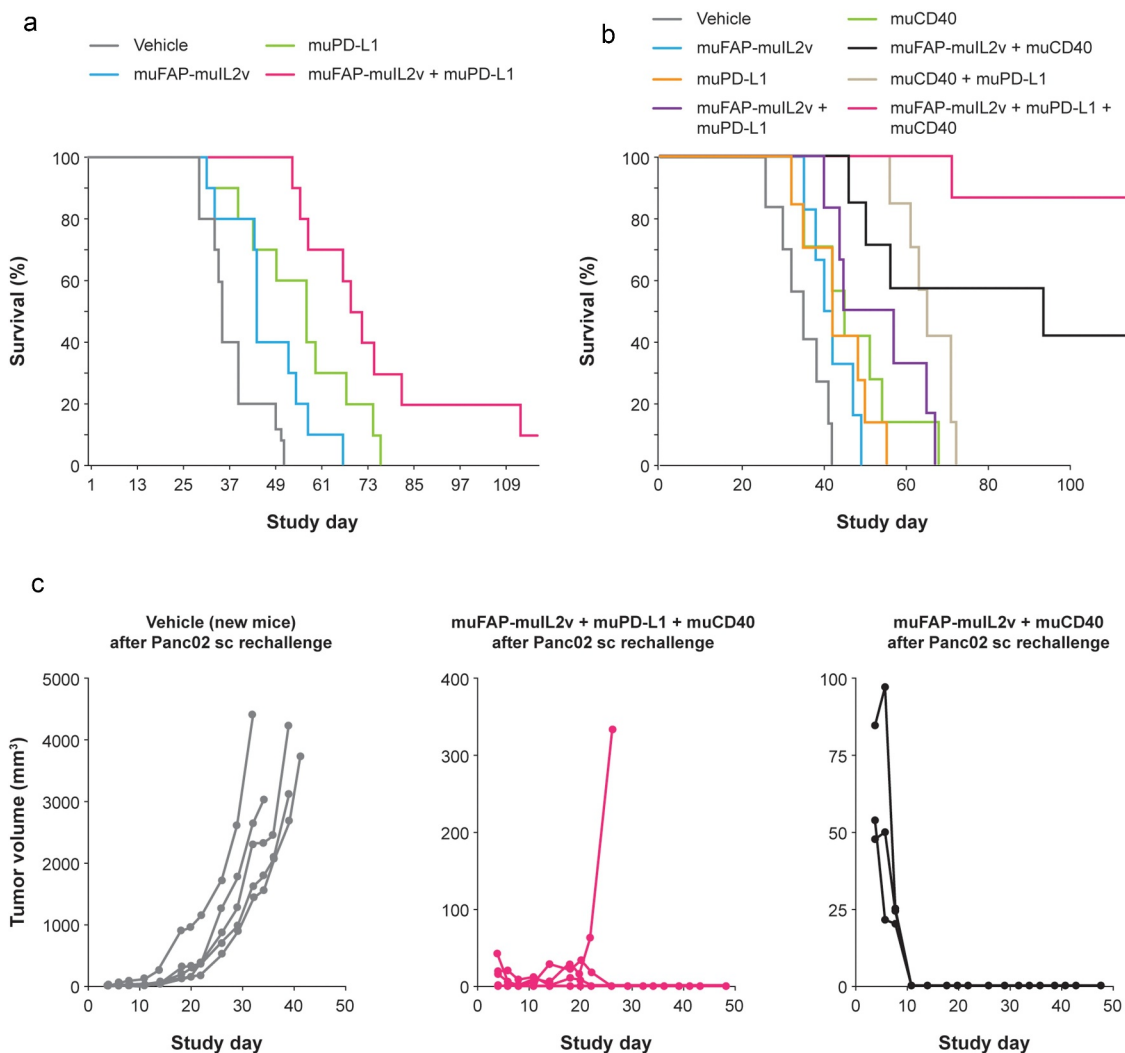 a
Vehicle
muPD-L1
muFAP-muIL2v
muFAP-muIL2v + muPD-L1
100
80
60
40
20
0
Survival (%)
1 13 25 37 49 61 73 85 97 109
Study day
b
Vehicle
muCD40
muFAP-muIL2v
muFAP-muIL2v + muCD40
muPD-L1
muCD40 + muPD-L1
muFAP-muIL2v +
muPD-L1
muFAP-muIL2v + muPD-L1 +
muCD40
100
80
60
40
20
0
Survival (%)
0 20 40 60 80 100
Study day
c
Vehicle (new mice)
after Panc02 sc rechallenge
5000
4000
3000
2000
1000
0
Tumor volume (mm³)
0 10 20 30 40 50
Study day
muFAP-muIL2v + muPD-L1 + muCD40
after Panc02 sc rechallenge
400
300
200
100
0
0 10 20 30 40 50
Study day
muFAP-muIL2v + muCD40
after Panc02 sc rechallenge
100
75
50
25
0
0 10 20 30 40 50
Study day